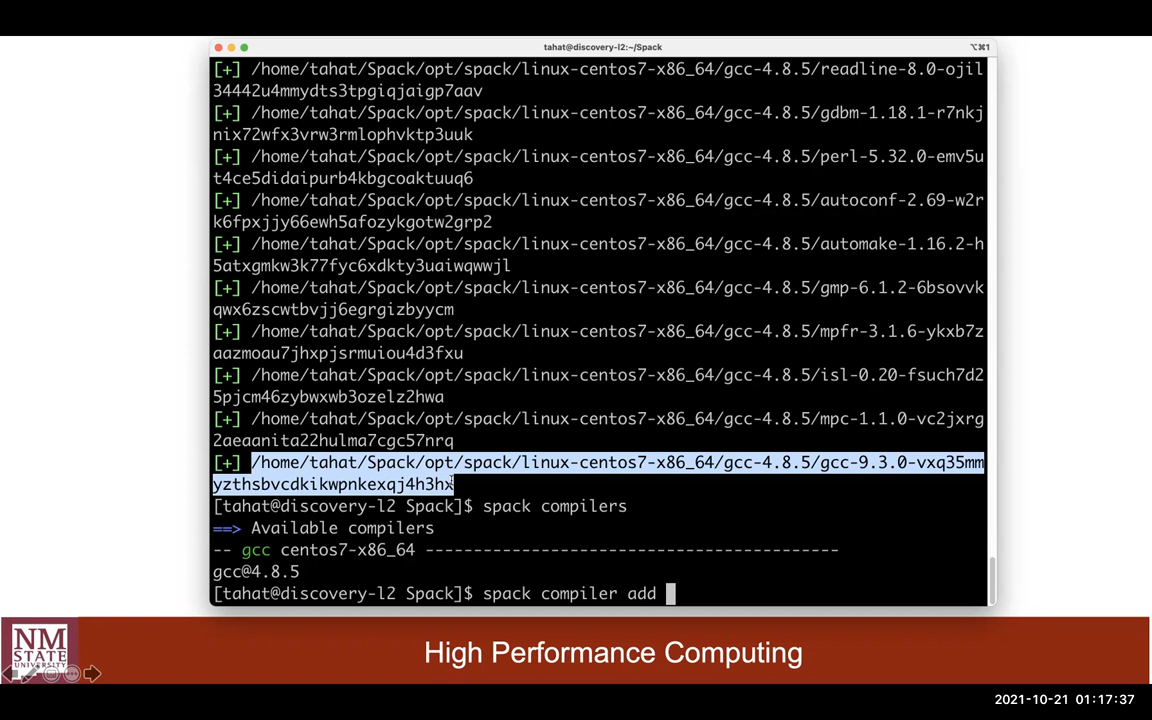 tahat@discovery-l2:~/Spack
⌥⌘1
[+] /home/tahat/Spack/opt/spack/linux-centos7-x86_64/gcc-4.8.5/readline-8.0-ojil
34442u4mmydts3tpgiqjaigp7aav
[+] /home/tahat/Spack/opt/spack/linux-centos7-x86_64/gcc-4.8.5/gdbm-1.18.1-r7nkj
nix72wfx3vrw3rmlophvktp3uuk
[+] /home/tahat/Spack/opt/spack/linux-centos7-x86_64/gcc-4.8.5/perl-5.32.0-emv5u
t4ce5didaipurb4kbgcoaktuuq6
[+] /home/tahat/Spack/opt/spack/linux-centos7-x86_64/gcc-4.8.5/autoconf-2.69-w2r
k6fpxjjy66ewh5afozykgotw2grp2
[+] /home/tahat/Spack/opt/spack/linux-centos7-x86_64/gcc-4.8.5/automake-1.16.2-h
5atxgmkw3k77fyc6xdkty3uaiwqwwjl
[+] /home/tahat/Spack/opt/spack/linux-centos7-x86_64/gcc-4.8.5/gmp-6.1.2-6bsovvk
qwx6zscwtbvjj6egrgizbyycm
[+] /home/tahat/Spack/opt/spack/linux-centos7-x86_64/gcc-4.8.5/mpfr-3.1.6-ykxb7z
aazmoau7jhxpjsrmuiou4d3fxu
[+] /home/tahat/Spack/opt/spack/linux-centos7-x86_64/gcc-4.8.5/isl-0.20-fsuch7d2
5pjcm46zybwxwb3ozelz2hwa
[+] /home/tahat/Spack/opt/spack/linux-centos7-x86_64/gcc-4.8.5/mpc-1.1.0-vc2jxrg
2aeaanita22hulma7cgc57nrq
[+] /home/tahat/Spack/opt/spack/linux-centos7-x86_64/gcc-4.8.5/gcc-9.3.0-vxq35mm
yzthsbvcdkikwpnkexqj4h3hx
[tahat@discovery-l2 Spack]$ spack compilers
==> Available compilers
-- gcc centos7-x86_64 -------------------------------------------
gcc@4.8.5
[tahat@discovery-l2 Spack]$ spack compiler add
NM
STATE
UNIVERSITY
High Performance Computing
2021-10-21 01:17:37